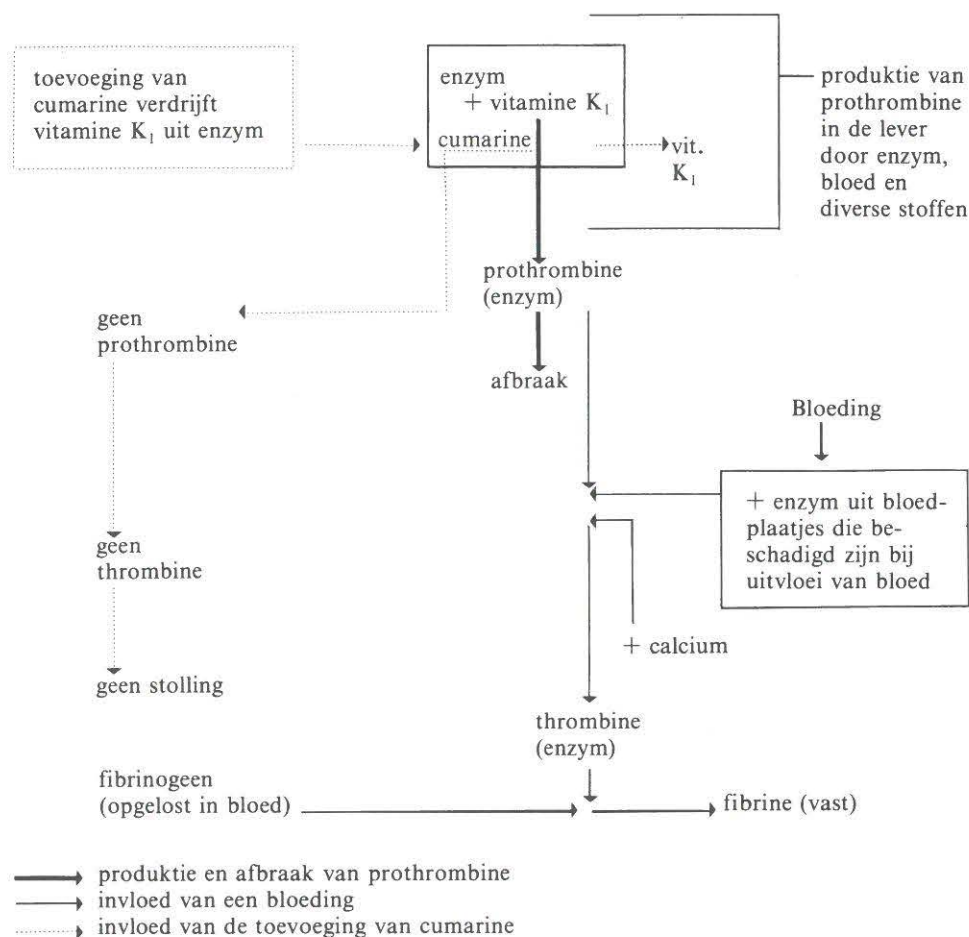 toevoeging van
cumarine verdrijft
vitamine K₁ uit enzym
enzym
+ vitamine K₁
cumarine
vit.
K₁
produktie van
prothrombine
in de lever
door enzym,
bloed en
diverse stoffen
prothrombine
(enzym)
geen
prothrombine
afbraak
Bloeding
+ enzym uit bloed-
plaatjes die be-
schadigd zijn bij
uitvloei van bloed
geen
thrombine
+ calcium
geen stolling
thrombine
(enzym)
fibrinogeen
(opgelost in bloed)
fibrine (vast)
produktie en afbraak van prothrombine
invloed van een bloeding
invloed van de toevoeging van cumarine